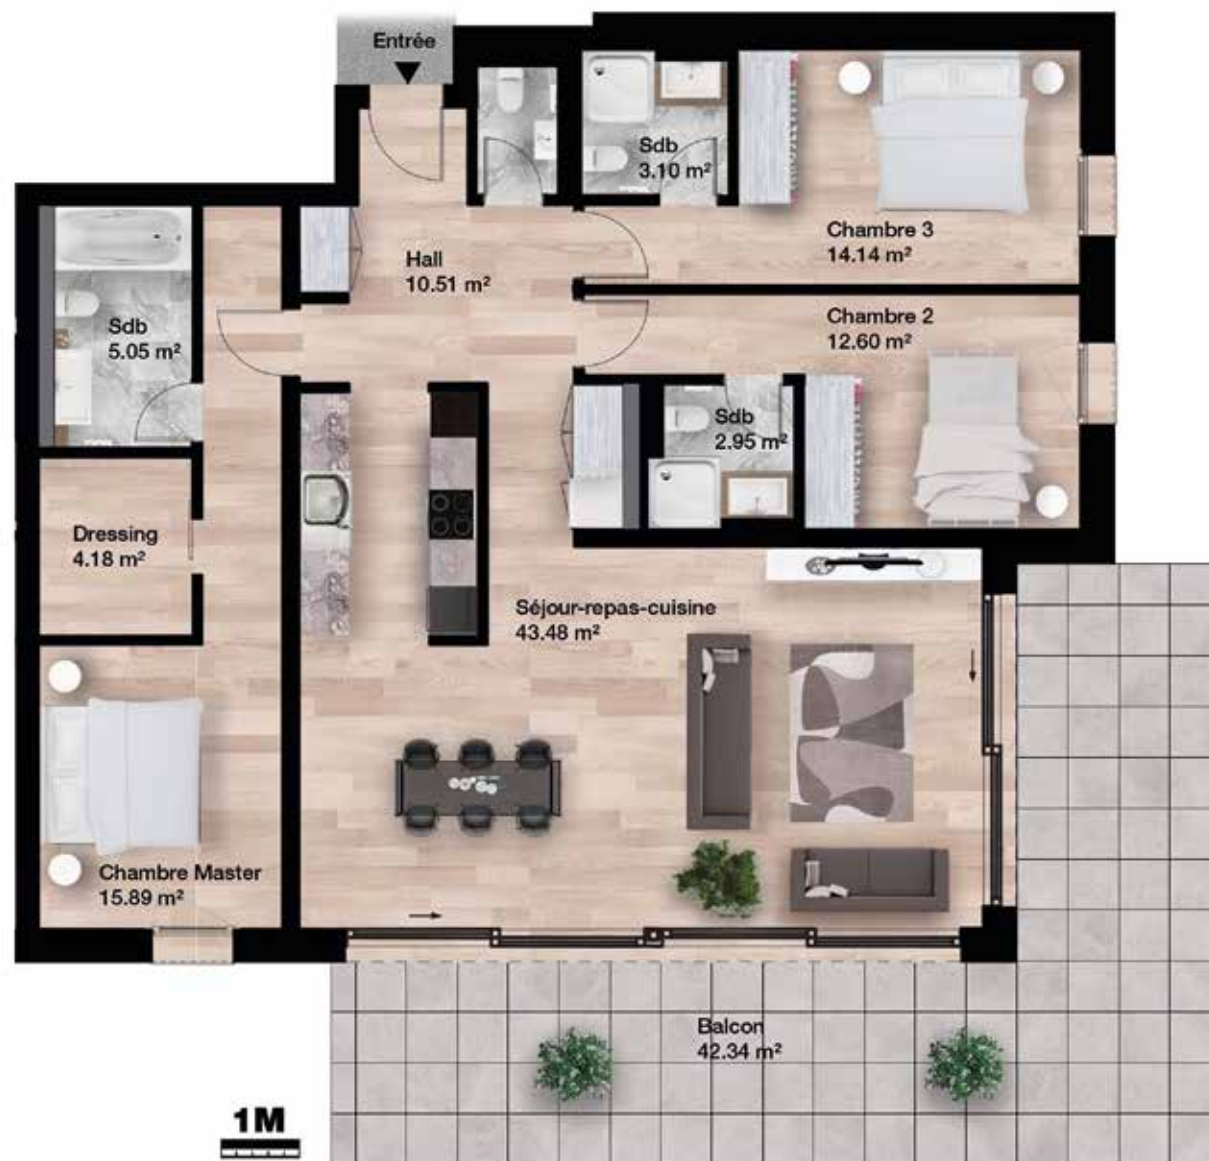 Entrée
Sdb
3.10 m²
Chambre 3
14.14 m²
Hall
10.51 m²
Chambre 2
12.60 m²
Sdb
5.05 m²
Sdb
2.95 m²
Dressing
4.18 m²
Séjour-repas-cuisine
43.48 m²
Chambre Master
15.89 m²
Balcon
42.34 m²
1M